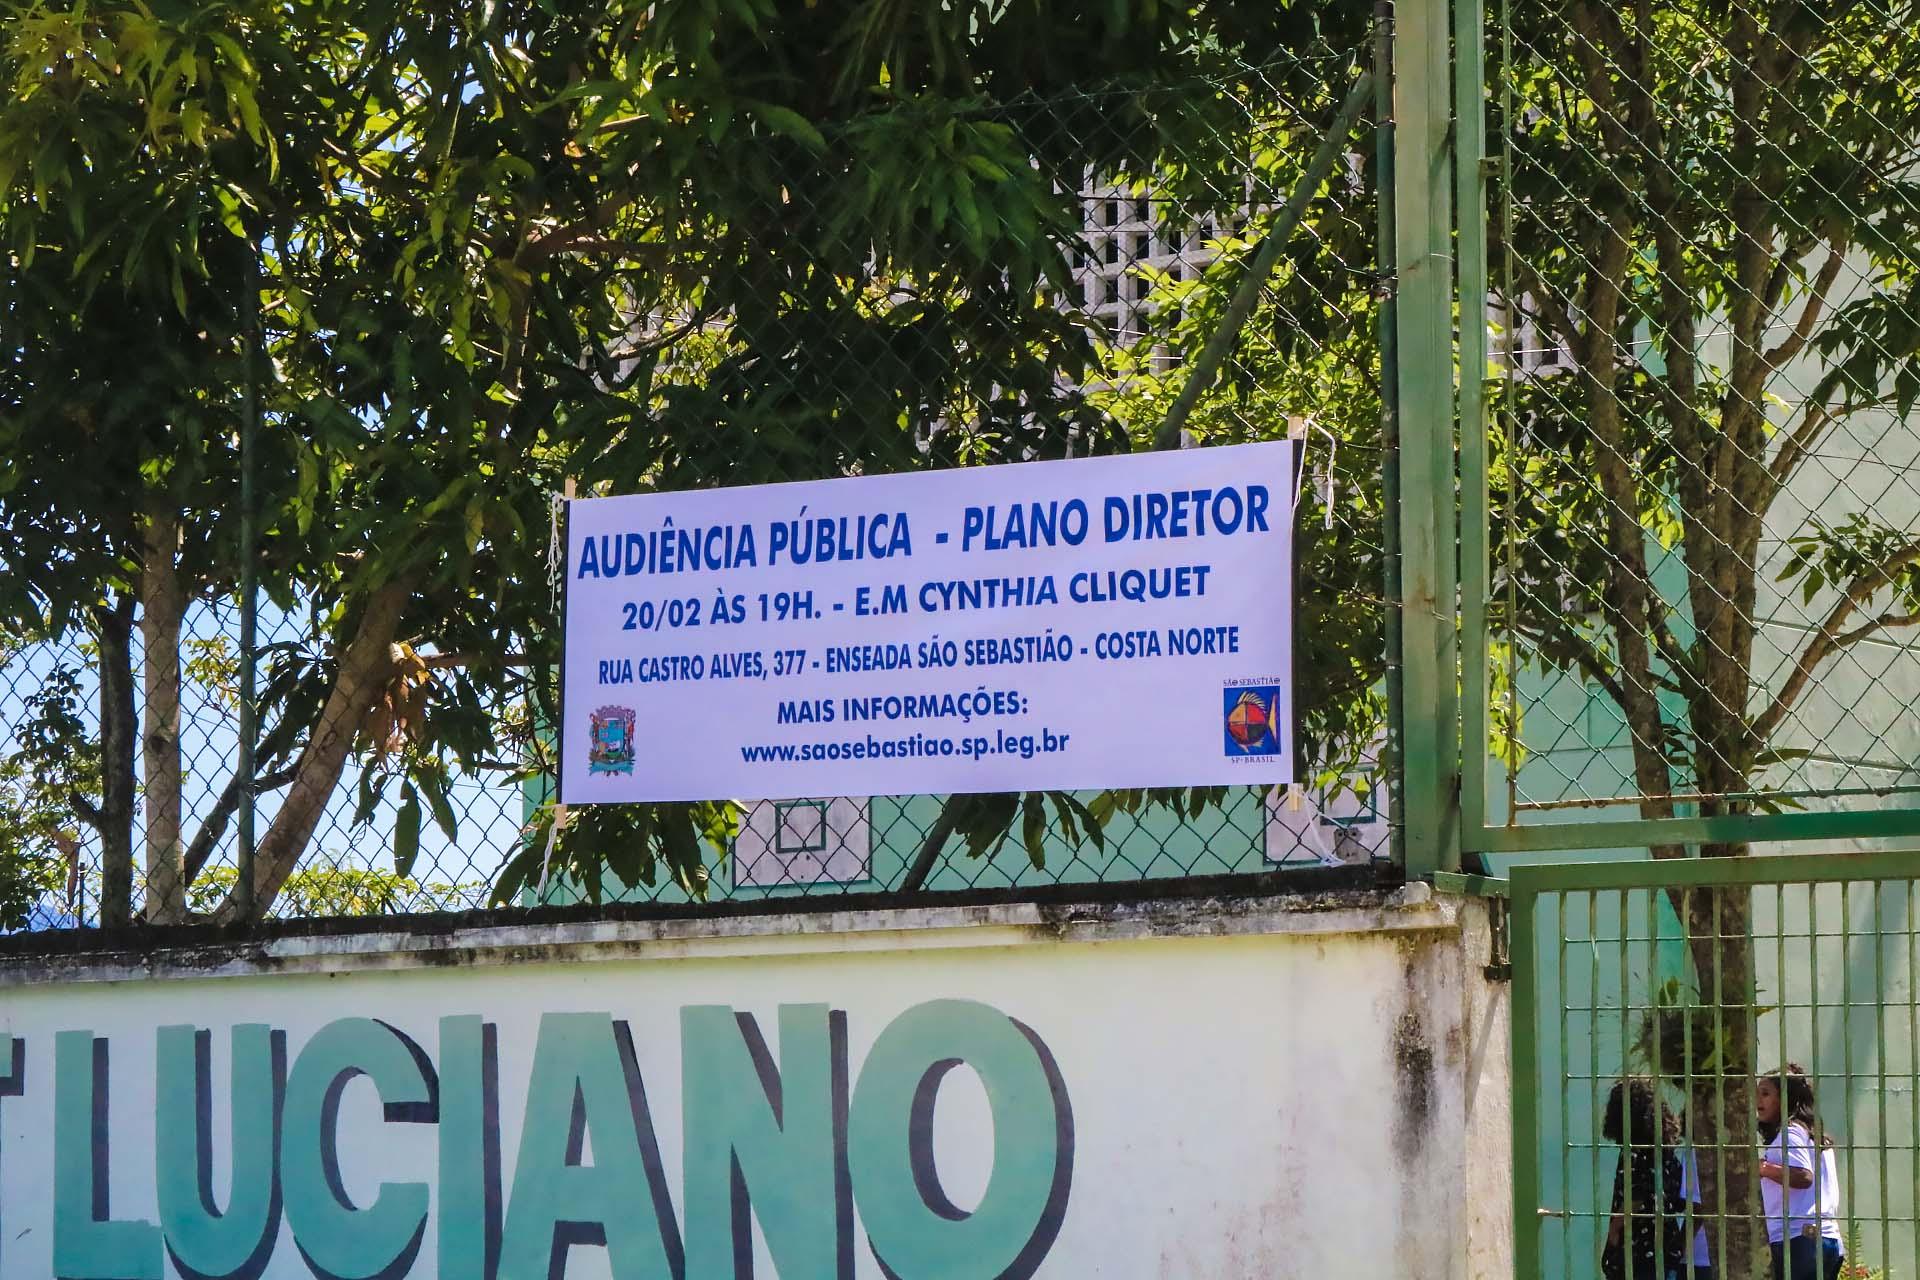 AUDIÊNCIA PÚBLICA - PLANO DIRETOR
20/02 ÀS 19H. - E.M CYNTHIA CLIQUET
RUA CASTRO ALVES, 377 - ENSEADA SÃO SEBASTIÃO - COSTA NORTE
MAIS INFORMAÇÕES:
www.saosebastiao.sp.leg.br
SÃO SEBASTIÃO
SP - BRASIL
LUCIANO